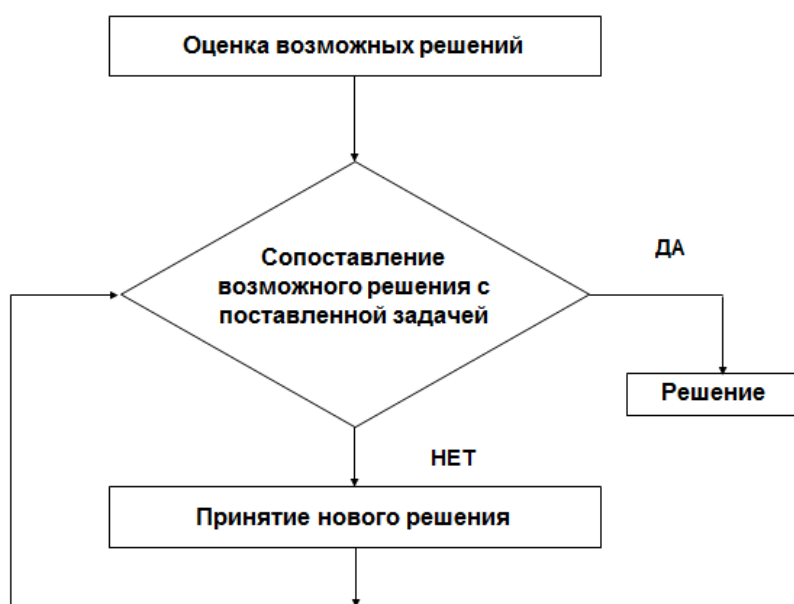 Оценка возможных решений
Сопоставление
возможного решения с
поставленной задачей
ДА
Решение
НЕТ
Принятие нового решения